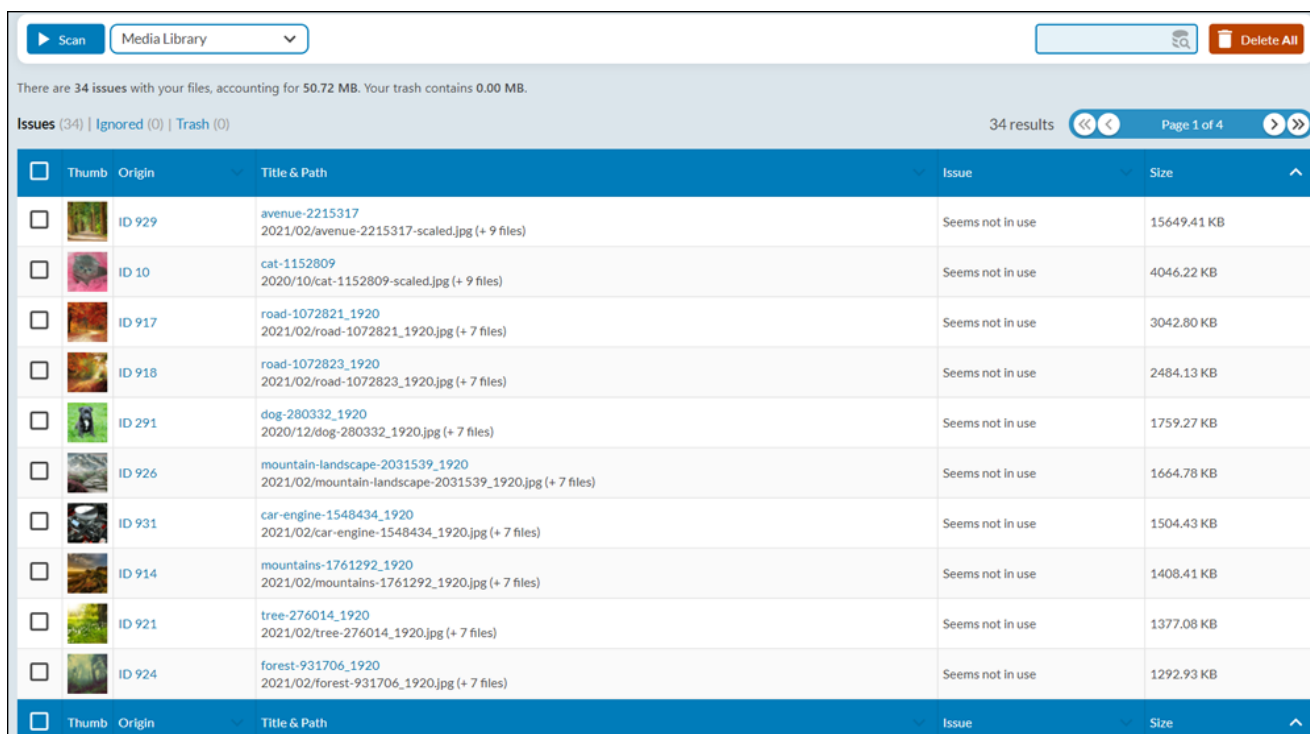 Scan
Media Library
Delete All
There are 34 issues with your files, accounting for 50.72 MB. Your trash contains 0.00 MB.
Issues (34) | Ignored (0) | Trash (0)
34 results
Page 1 of 4
Thumb Origin Title & Path Issue Size
ID 929
avenue-2215317
2021/02/avenue-2215317-scaled.jpg (+ 9 files)
Seems not in use
15649.41 KB
ID 10
cat-1152809
2020/10/cat-1152809-scaled.jpg (+ 9 files)
Seems not in use
4046.22 KB
ID 917
road-1072821_1920
2021/02/road-1072821_1920.jpg (+ 7 files)
Seems not in use
3042.80 KB
ID 918
road-1072823_1920
2021/02/road-1072823_1920.jpg (+ 7 files)
Seems not in use
2484.13 KB
ID 291
dog-280332_1920
2020/12/dog-280332_1920.jpg (+ 7 files)
Seems not in use
1759.27 KB
ID 926
mountain-landscape-2031539_1920
2021/02/mountain-landscape-2031539_1920.jpg (+ 7 files)
Seems not in use
1664.78 KB
ID 931
car-engine-1548434_1920
2021/02/car-engine-1548434_1920.jpg (+ 7 files)
Seems not in use
1504.43 KB
ID 914
mountains-1761292_1920
2021/02/mountains-1761292_1920.jpg (+ 7 files)
Seems not in use
1408.41 KB
ID 921
tree-276014_1920
2021/02/tree-276014_1920.jpg (+ 7 files)
Seems not in use
1377.08 KB
ID 924
forest-931706_1920
2021/02/forest-931706_1920.jpg (+ 7 files)
Seems not in use
1292.93 KB
Thumb Origin Title & Path Issue Size